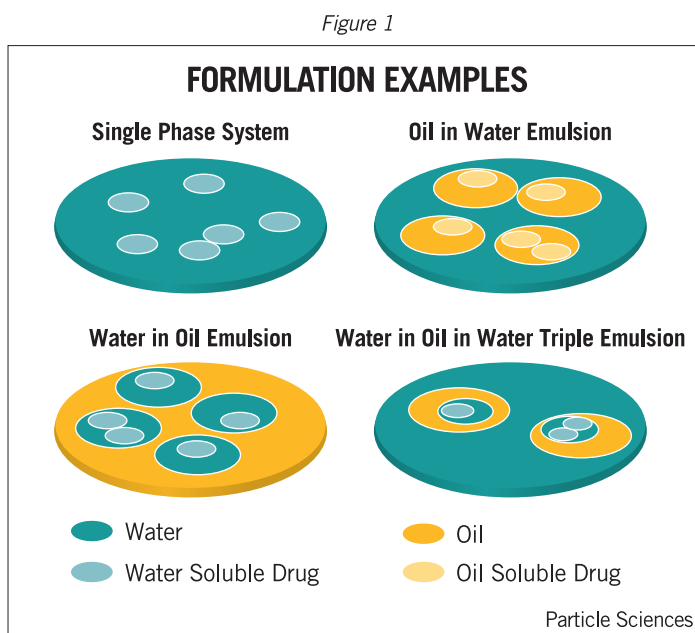 Figure 1
FORMULATION EXAMPLES
Single Phase System
Oil in Water Emulsion
Water in Oil Emulsion
Water in Oil in Water Triple Emulsion
Water
Oil
Water Soluble Drug
Oil Soluble Drug
Particle Sciences